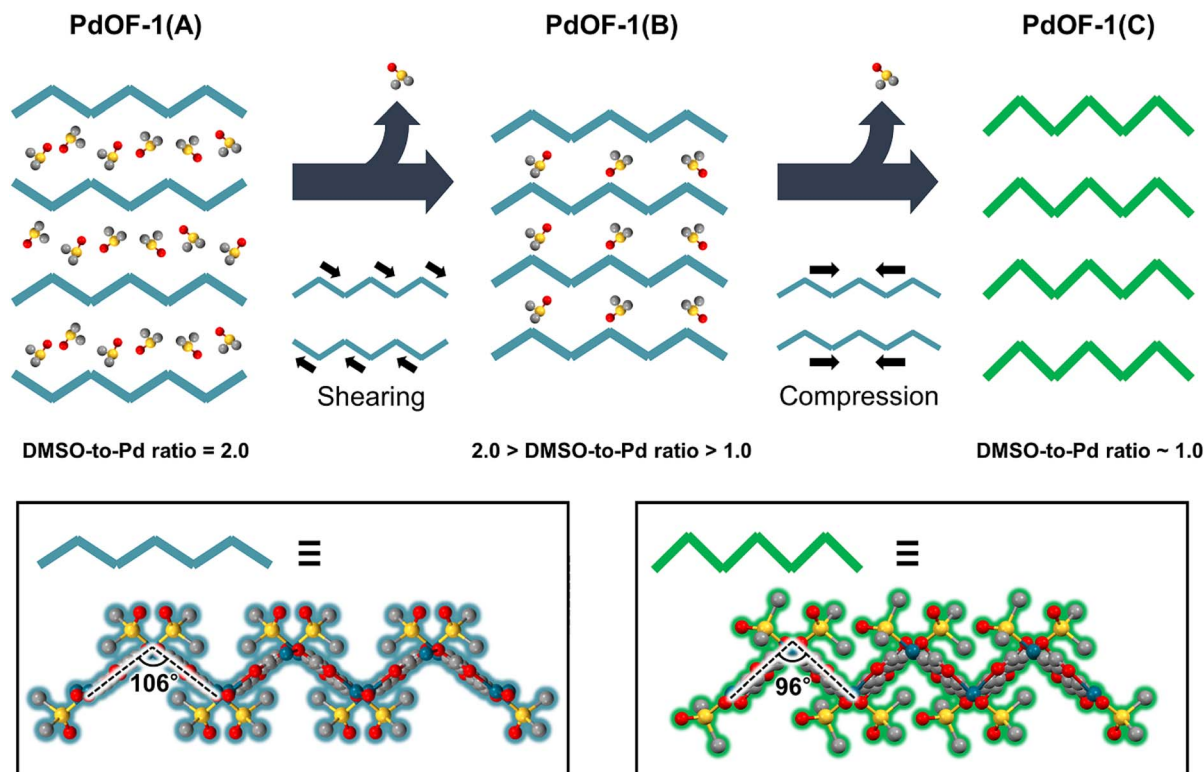 PdOF-1(A)
PdOF-1(B)
PdOF-1(C)
Shearing
Compression
DMSO-to-Pd ratio = 2.0
2.0 > DMSO-to-Pd ratio > 1.0
DMSO-to-Pd ratio ~ 1.0
106°
96°